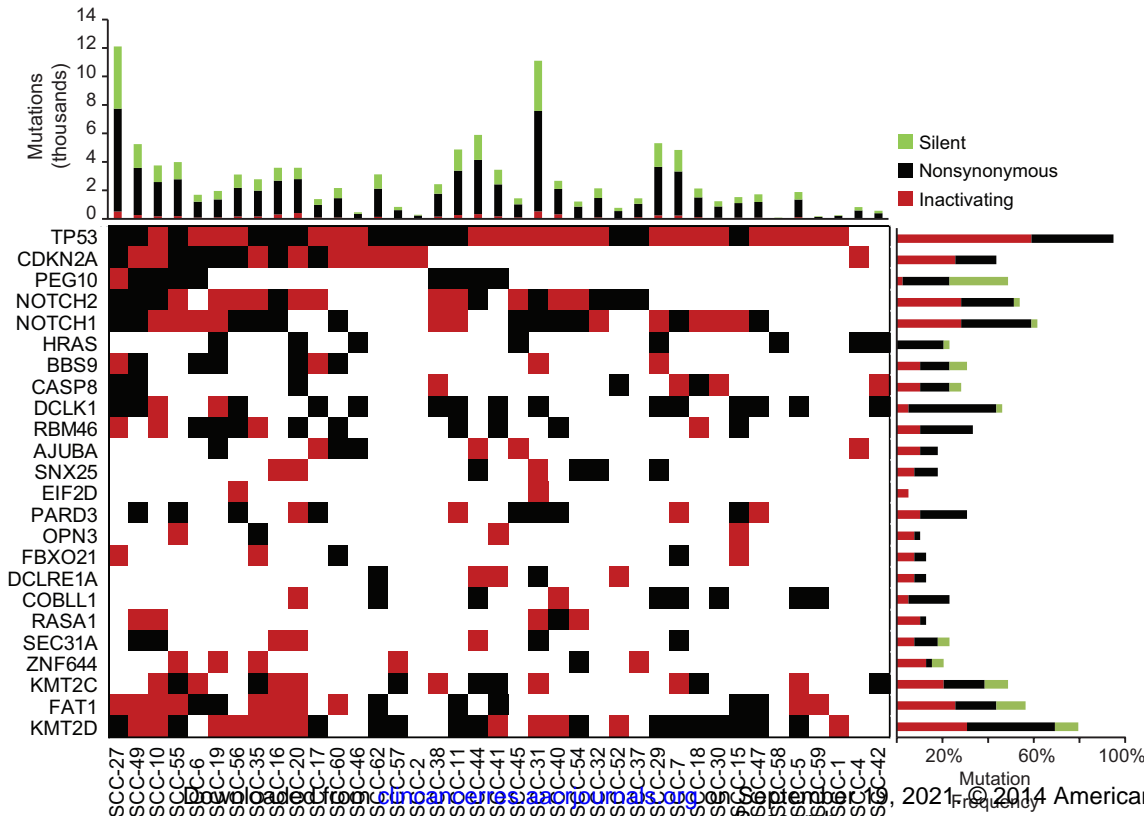 14
12
10
8
6
4
2
0
Mutations
(thousands)
Silent
Nonsynonymous
Inactivating
TP53
CDKN2A
PEG10
NOTCH2
NOTCH1
HRAS
BBS9
CASP8
DCLK1
RBM46
AJUBA
SNX25
EIF2D
PARD3
OPN3
FBXO21
DCLRE1A
COBLL1
RASA1
SEC31A
ZNF644
KMT2C
FAT1
KMT2D
SCC-27
SCC-49
SCC-10
SCC-55
SCC-6
SCC-19
SCC-56
SCC-35
SCC-16
SCC-20
SCC-17
SCC-60
SCC-46
SCC-62
SCC-57
SCC-2
SCC-38
SCC-11
SCC-44
SCC-41
SCC-45
SCC-31
SCC-40
SCC-54
SCC-32
SCC-52
SCC-37
SCC-29
SCC-7
SCC-18
SCC-30
SCC-15
SCC-47
SCC-58
SCC-5
SCC-59
SCC-1
SCC-4
SCC-42
20% 60% 100%
Mutation
Frequency
Downloaded from clincancerres.aacrjournals.org on September 19, 2021. © 2014 American